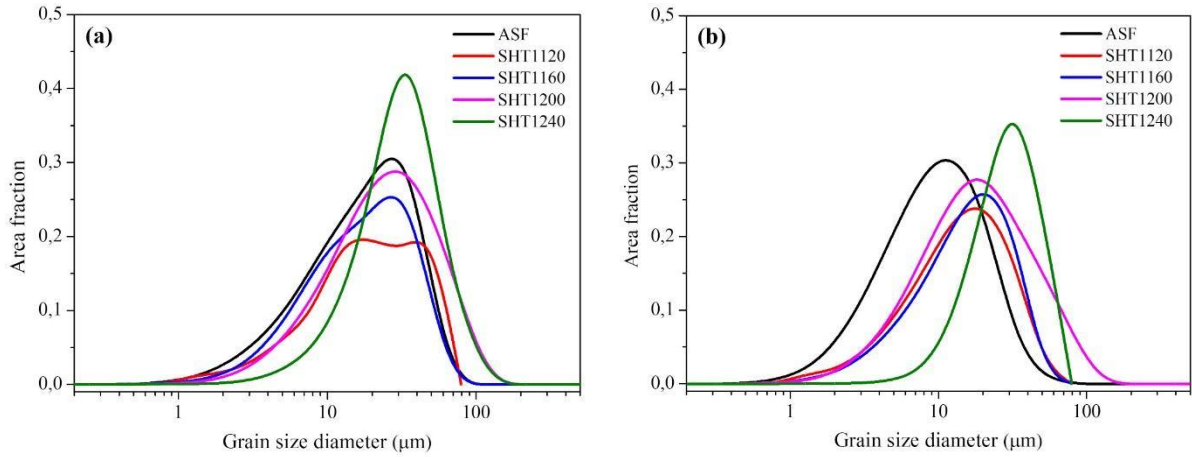 (a)
ASF
SHT1120
SHT1160
SHT1200
SHT1240
0,5
0,4
0,3
0,2
0,1
0,0
Area fraction
1
10
100
Grain size diameter (μm)
(b)
ASF
SHT1120
SHT1160
SHT1200
SHT1240
0,5
0,4
0,3
0,2
0,1
0,0
Area fraction
1
10
100
Grain size diameter (μm)